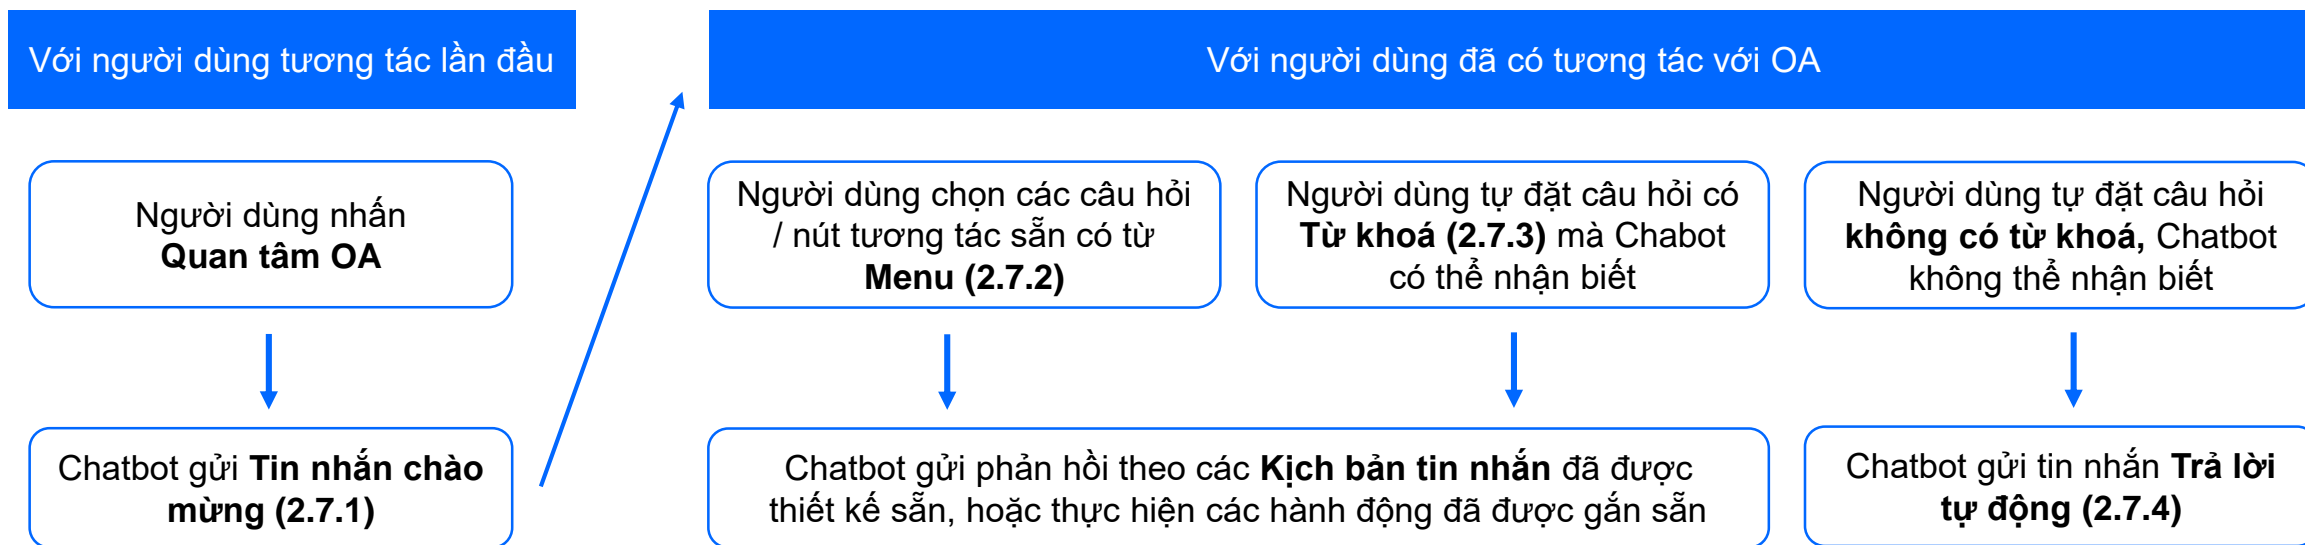 Với người dùng tương tác lần đầu
Với người dùng đã có tương tác với OA
Người dùng nhấn
Quan tâm OA
Chatbot gửi Tin nhắn chào
mừng (2.7.1)
Người dùng chọn các câu hỏi
/ nút tương tác sẵn có từ
Menu (2.7.2)
Người dùng tự đặt câu hỏi có
Từ khoá (2.7.3) mà Chabot
có thể nhận biết
Chatbot gửi phản hồi theo các Kịch bản tin nhắn đã được
thiết kế sẵn, hoặc thực hiện các hành động đã được gắn sẵn
Người dùng tự đặt câu hỏi
không có từ khoá, Chatbot
không thể nhận biết
Chatbot gửi tin nhắn Trả lời
tự động (2.7.4)